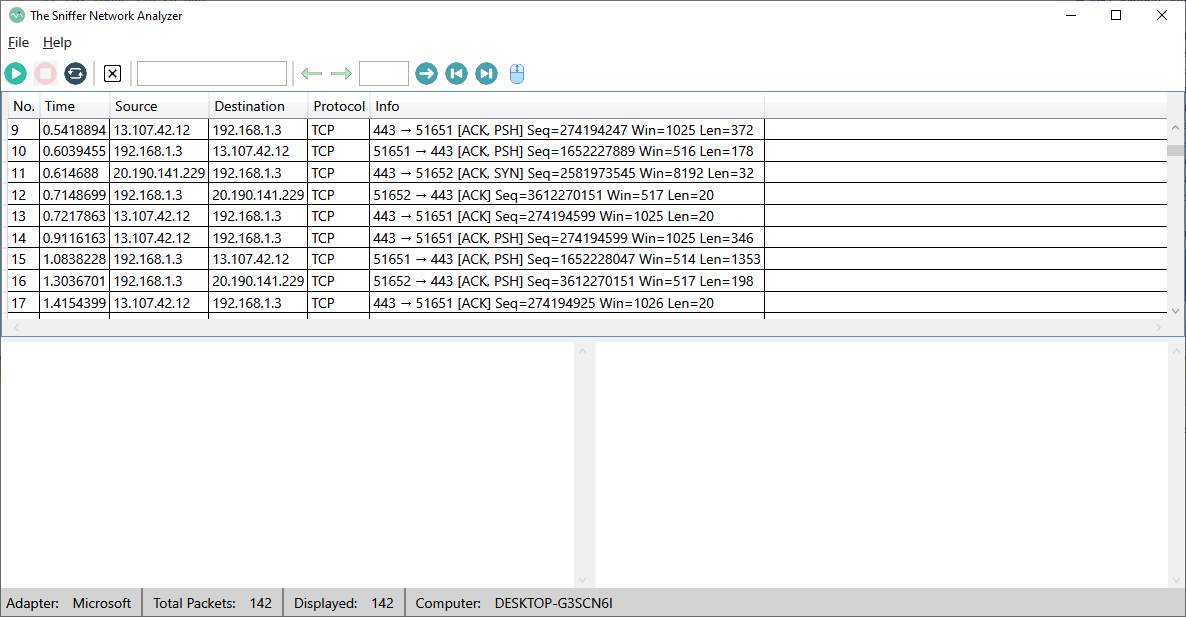 The Sniffer Network Analyzer
File Help
No. Time Source Destination Protocol Info
9 0.5418894 13.107.42.12 192.168.1.3 TCP 443 → 51651 [ACK, PSH] Seq=274194247 Win=1025 Len=372
10 0.6039455 192.168.1.3 13.107.42.12 TCP 51651 → 443 [ACK, PSH] Seq=1652227889 Win=516 Len=178
11 0.614688 20.190.141.229 192.168.1.3 TCP 443 → 51652 [ACK, SYN] Seq=2581973545 Win=8192 Len=32
12 0.7148699 192.168.1.3 20.190.141.229 TCP 51652 → 443 [ACK] Seq=3612270151 Win=517 Len=20
13 0.7217863 13.107.42.12 192.168.1.3 TCP 443 → 51651 [ACK] Seq=274194599 Win=1025 Len=20
14 0.9116163 13.107.42.12 192.168.1.3 TCP 443 → 51651 [ACK, PSH] Seq=274194599 Win=1025 Len=346
15 1.0838228 192.168.1.3 13.107.42.12 TCP 51651 → 443 [ACK, PSH] Seq=1652228047 Win=514 Len=1353
16 1.3036701 192.168.1.3 20.190.141.229 TCP 51652 → 443 [ACK, PSH] Seq=3612270151 Win=517 Len=198
17 1.4154399 13.107.42.12 192.168.1.3 TCP 443 → 51651 [ACK] Seq=274194925 Win=1026 Len=20
Adapter: Microsoft Total Packets: 142 Displayed: 142 Computer: DESKTOP-G3SCN6I